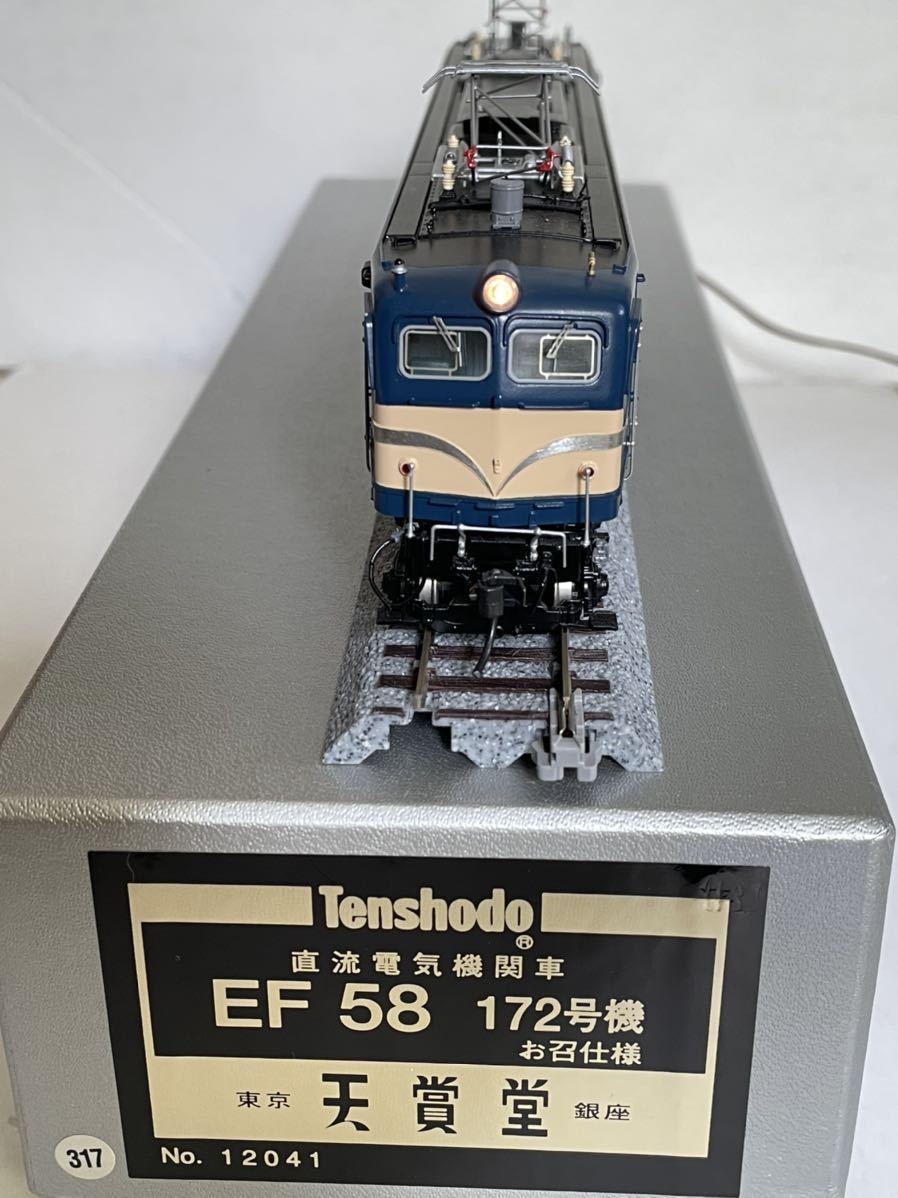 Tenshodo®
直流電気機関車
EF 58 172号機
お召仕様
東京 天賞堂 銀座
No. 12041
317